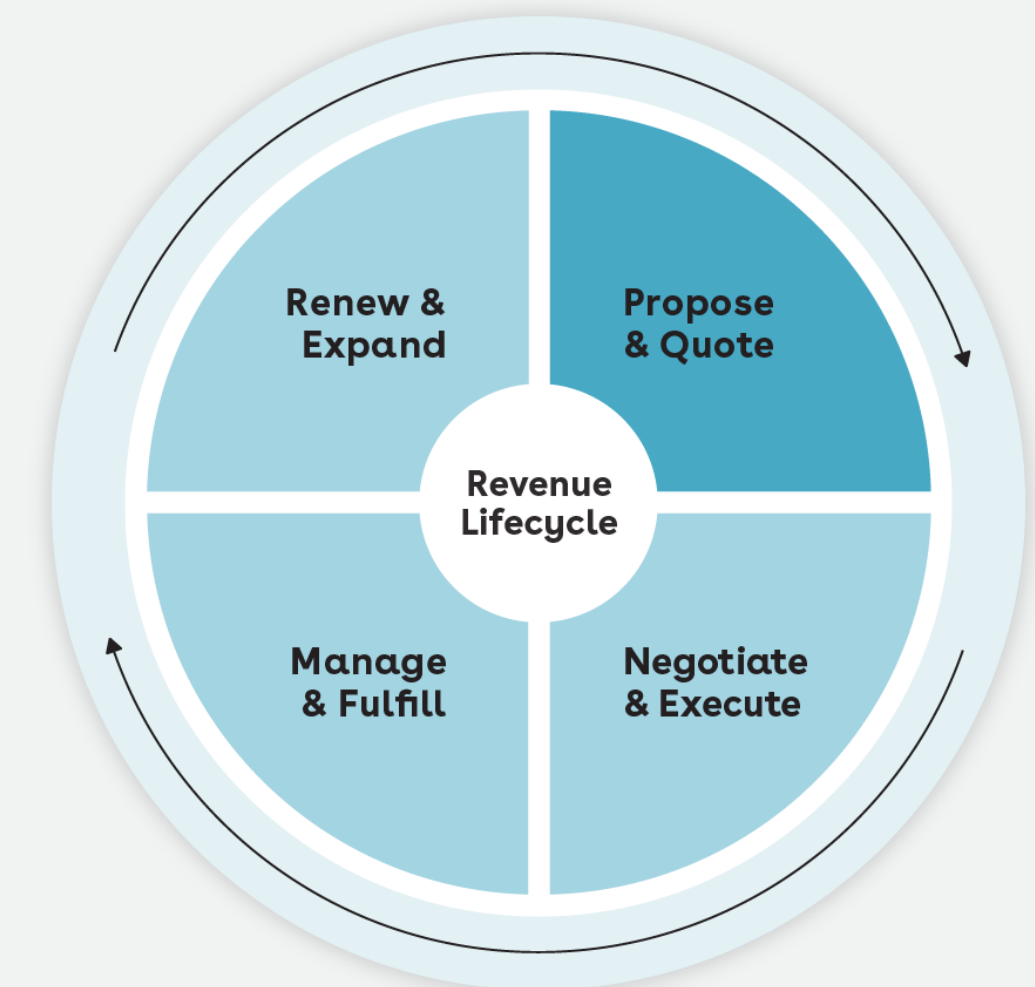 Renew &
Expand
Propose
& Quote
Revenue
Lifecycle
Manage
& Fulfill
Negotiate
& Execute